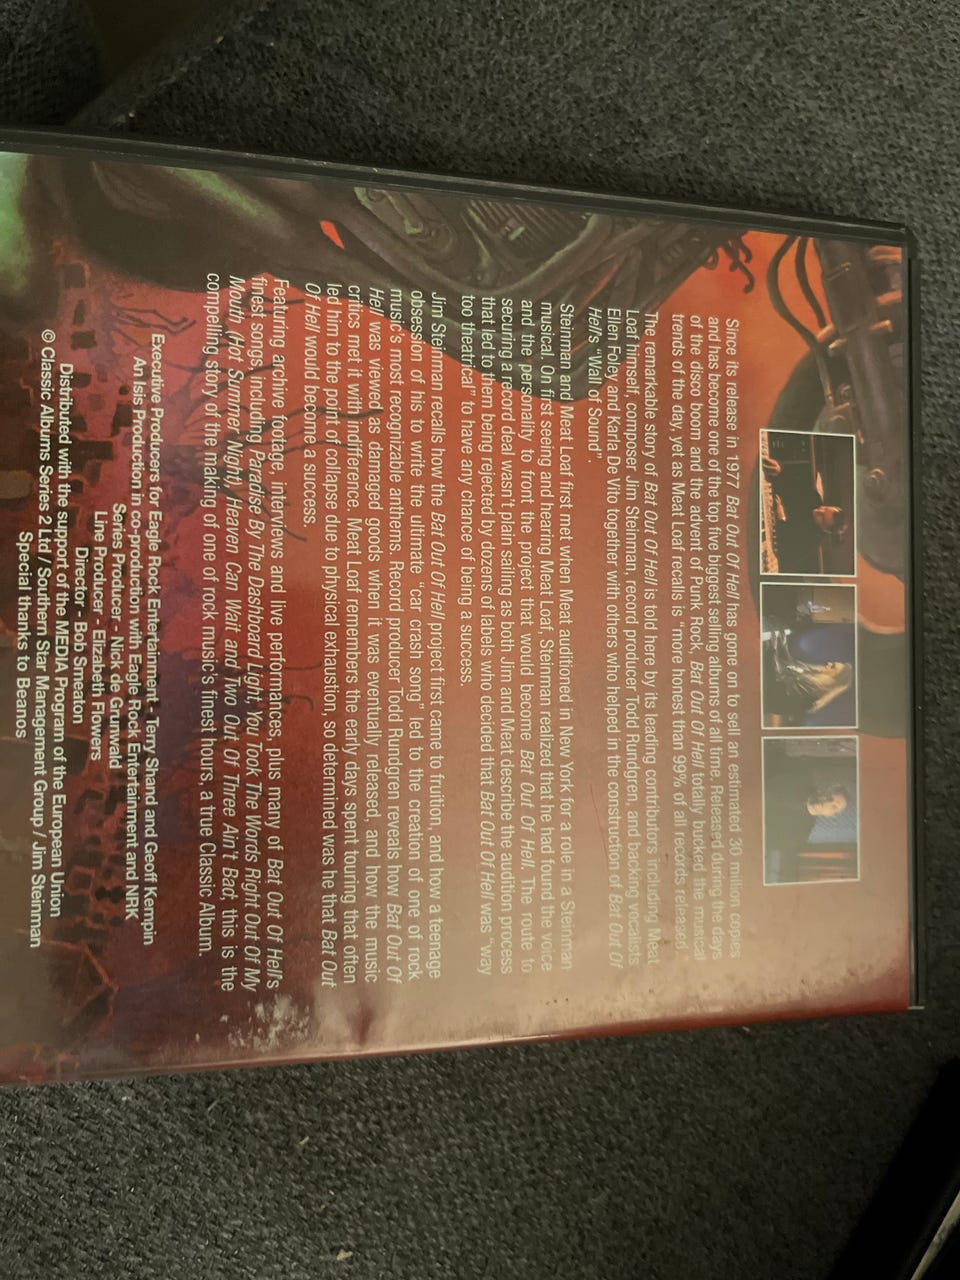 Since its release in 1977 Bat Out Of Hell has gone on to sell an estimated 30 million copes
and has become one of the top five biggest selling albums of all time. Released during the days
of the disco boom and the advent of Punk Rock, Bat Out Of Hell totally bucked the musical
trends of the day, yet as Meat Loaf recalls is "more honest than 99% of all records released".
The remarkable story of Bat Out Of Hell is told here by its leading contributors including Meat
Loaf himself, composer Jim Steinman, record producer Todd Rundgren, and backing vocalists
Ellen Foley and Karla De Vito together with others who helped in the construction of Bat Out Of
Hell's "Wall of Sound".
Steinman and Meat Loaf first met when Meat auditioned in New York for a role in a Steinman
musical. On first seeing and hearing Meat Loaf, Steinman realized that he had found the voice
and the personality to front the project that would become Bat Out Of Hell. The route to
securing a record deal wasn't plain sailing as both Jim and Meat describe the audition process
that led to them being rejected by dozens of labels who decided that Bat Out Of Hell was "way
too theatrical" to have any chance of being a success.
Jim Steinman recalls how the Bat Out Of Hell project first came to fruition, and how a teenage
obsession of his to write the ultimate "car crash song" led to the creation of one of rock
music's most recognizable anthems. Record producer Todd Rundgren reveals how Bat Out Of
Hell was viewed as damaged goods when it was eventually released, and how the music
critics met it with indifference. Meat Loaf remembers the early days spent touring that often
led him to the point of collapse due to physical exhaustion, so determined was he that Bat Out
Of Hell would become a success.
Featuring archive footage, interviews and live performances, plus many of Bat Out Of Hell's
finest songs, including Paradise By The Dashboard Light, You Took The Words Right Out Of My
Mouth (Hot Summer Night), Heaven Can Wait and Two Out Of Three Ain't Bad, this is the
compelling story of the making of one of rock music's finest hours, a true Classic Album.
Executive Producers for Eagle Rock Entertainment - Terry Shand and Geoff Kempin
An Isis Production in co-production with Eagle Rock Entertainment and NRK
Series Producer - Nick de Grunwald
Line Producer - Elizabeth Flowers
Director - Bob Smeaton
Distributed with the support of the MEDIA Program of the European Union
© Classic Albums Series 2 Ltd / Southern Star Management Group / Jim Steinman
Special thanks to Beanos